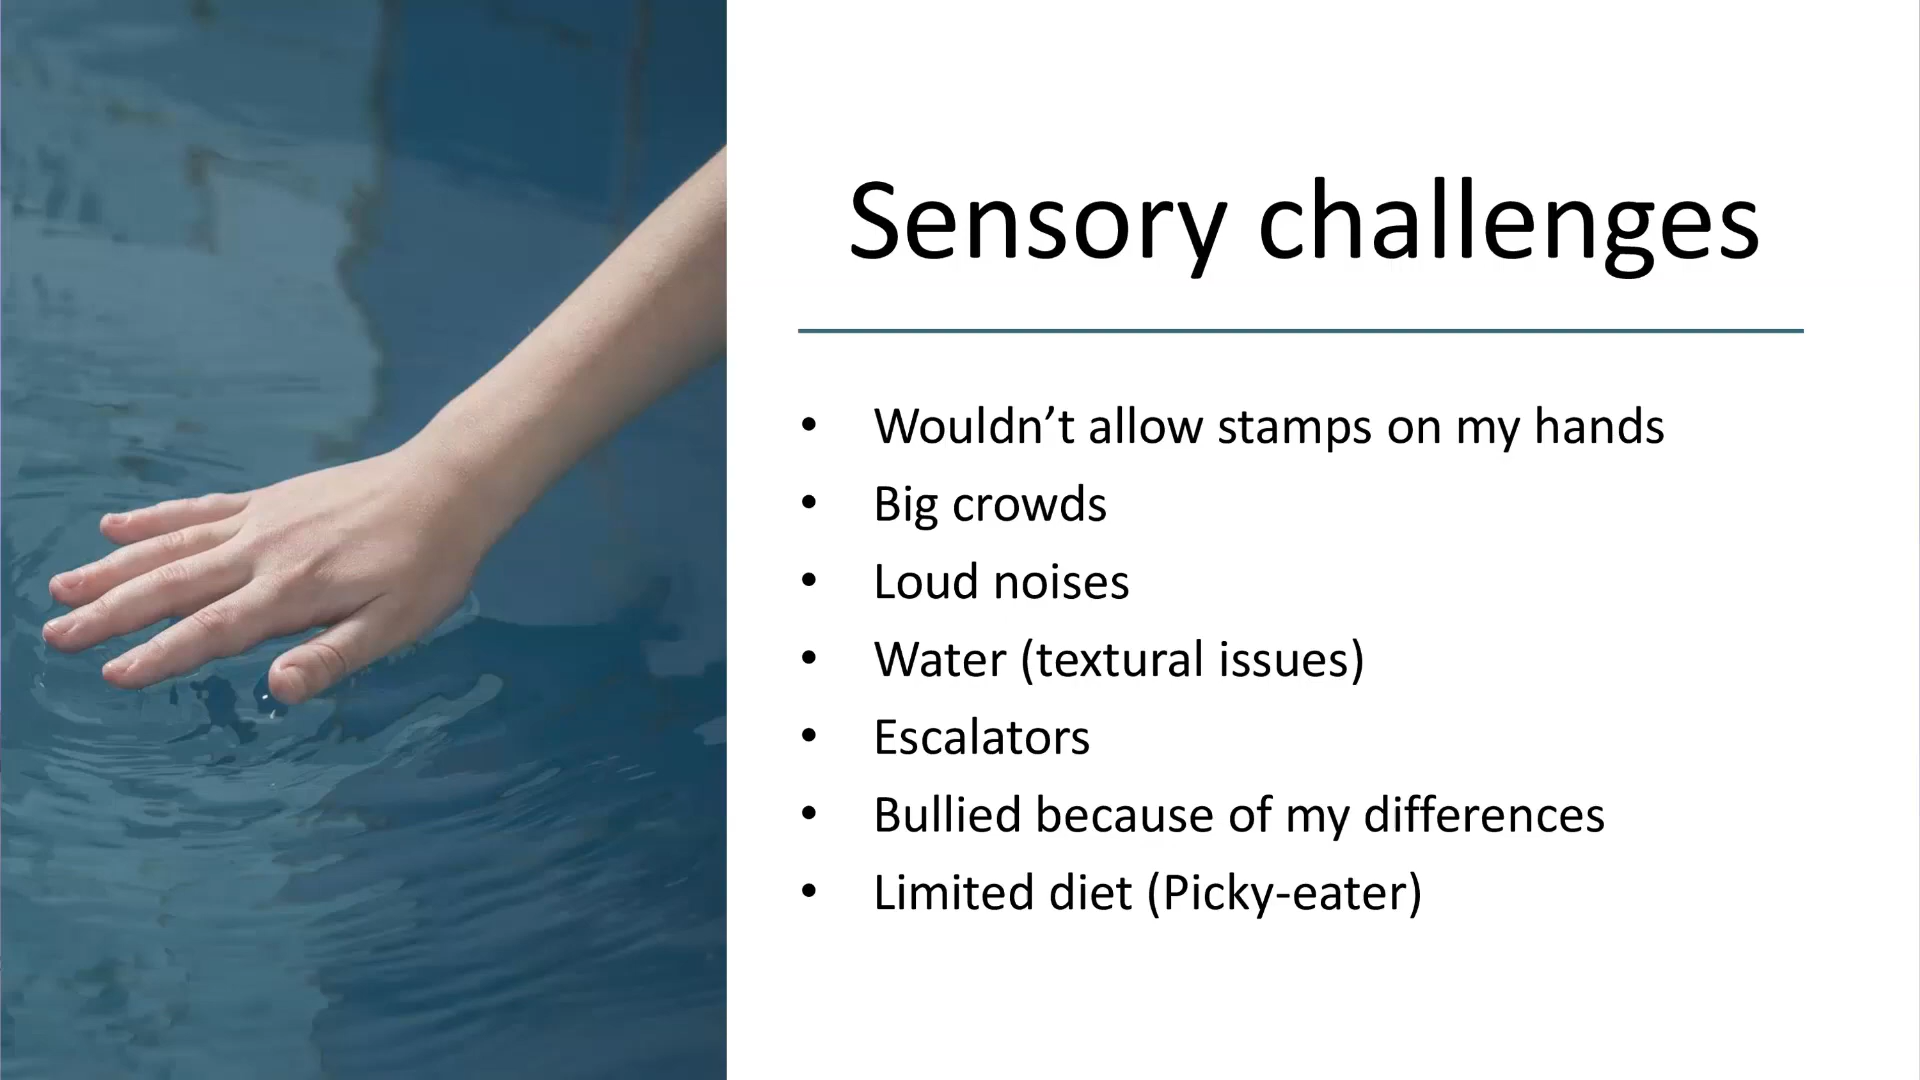 Sensory challenges
• Wouldn’t allow stamps on my hands
• Big crowds
• Loud noises
• Water (textural issues)
• Escalators
• Bullied because of my differences
• Limited diet (Picky-eater)